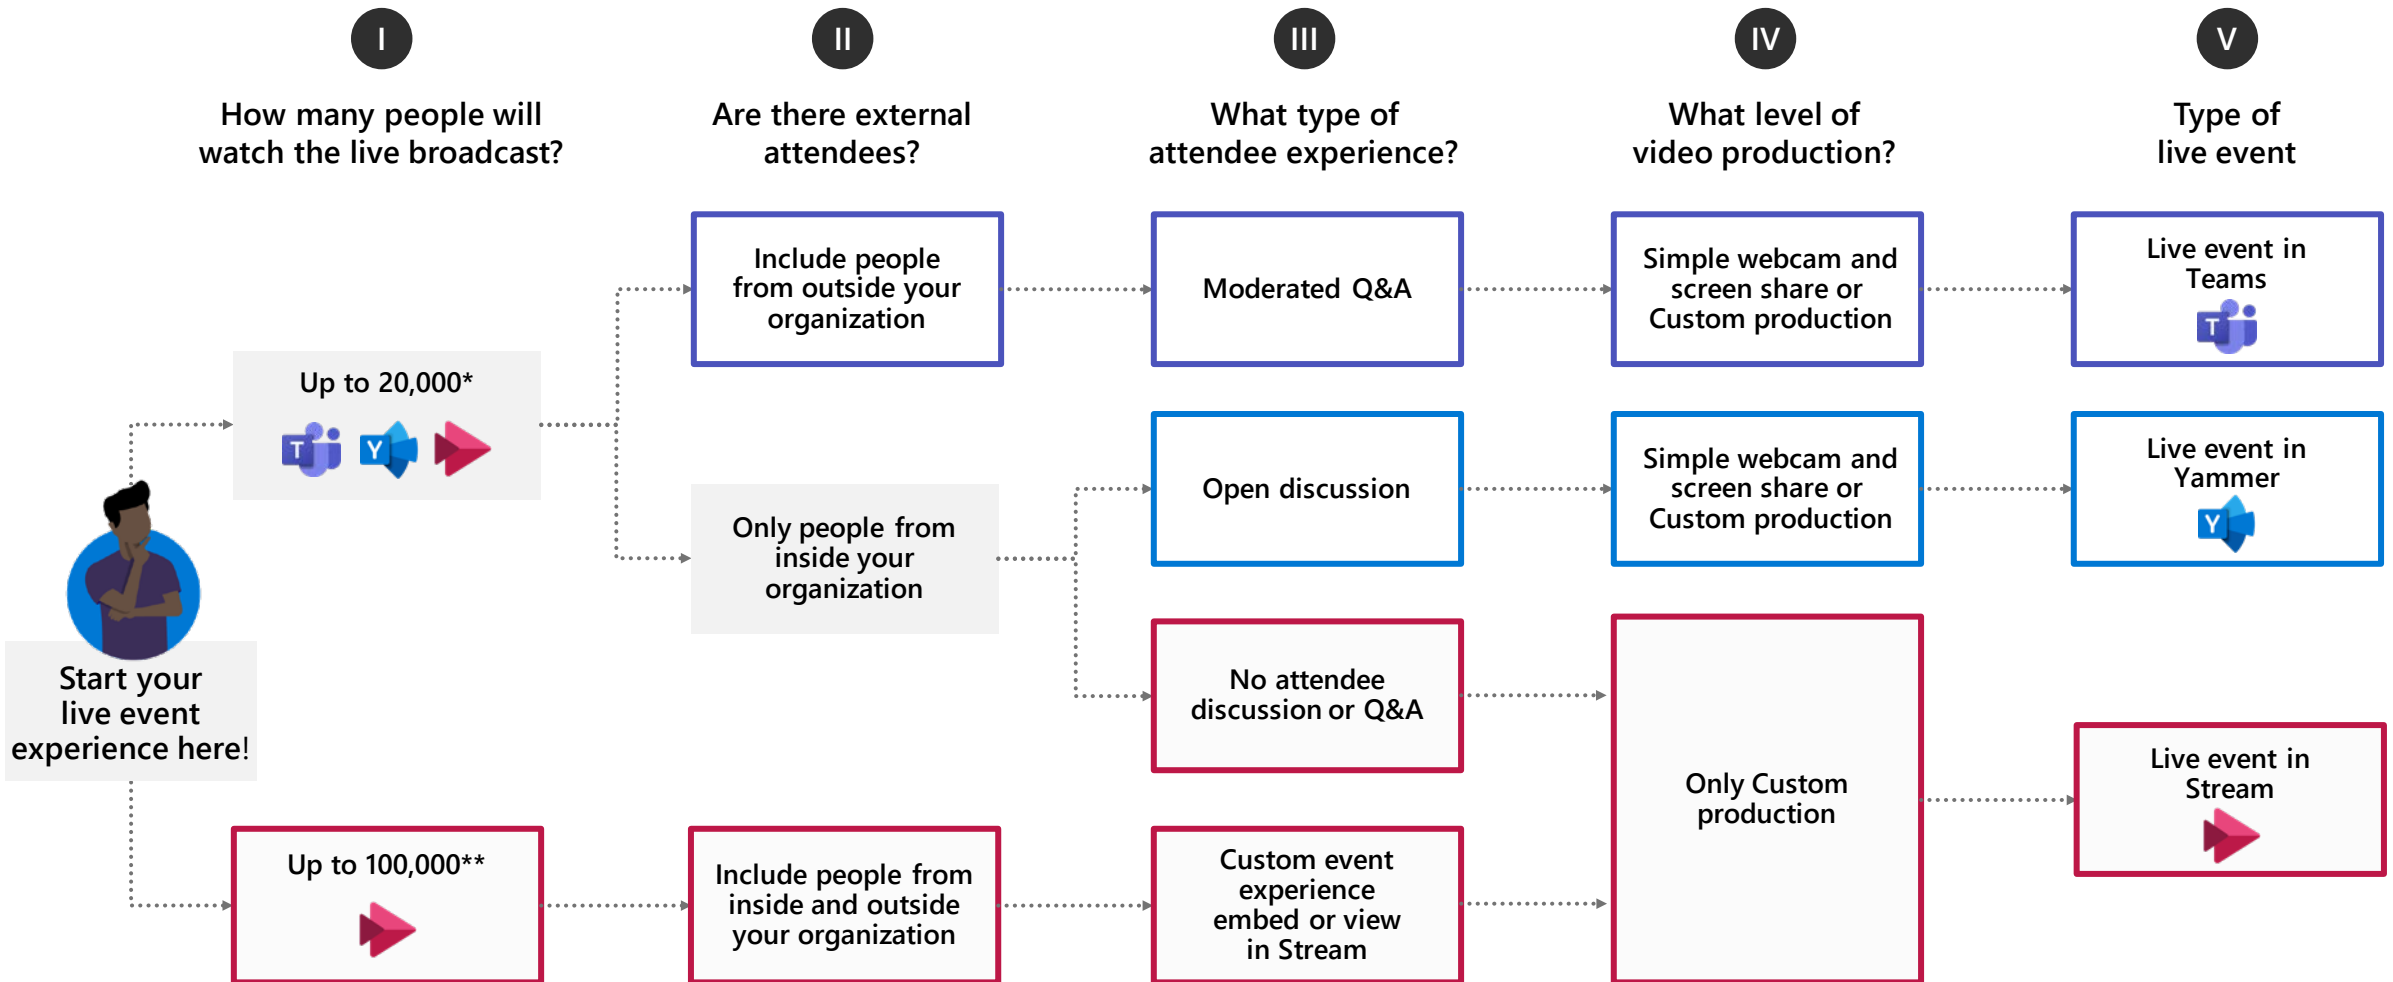 I
II
III
IV
V
How many people will
watch the live broadcast?
Are there external
attendees?
What type of
attendee experience?
What level of
video production?
Type of
live event
Include people
from outside your
organization
Moderated Q&A
Simple webcam and
screen share or
Custom production
Live event in
Teams
T
Up to 20,000*
T
Y
Only people from
inside your
organization
Open discussion
Simple webcam and
screen share or
Custom production
Live event in
Yammer
Y
Start your
live event
experience here!
No attendee
discussion or Q&A
Only Custom
production
Live event in
Stream
Up to 100,000**
Include people from
inside and outside
your organization
Custom event
experience
embed or view
in Stream